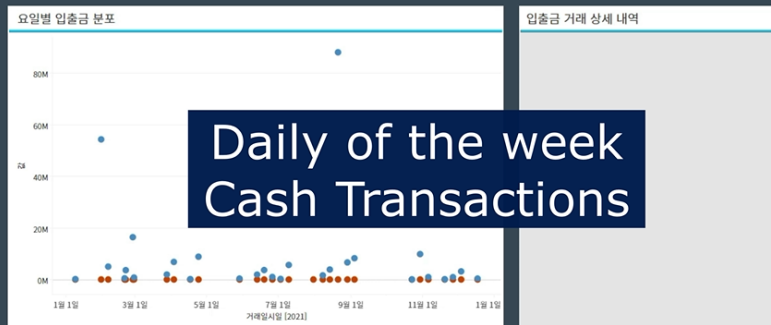 요일별 입출금 분포
입출금 거래 상세 내역
80M
60M
40M
20M
0M
값
Daily of the week
Cash Transactions
1월 1일
3월 1일
5월 1일
7월 1일
9월 1일
11월 1일
1월 1일
거래일시일 [2021]